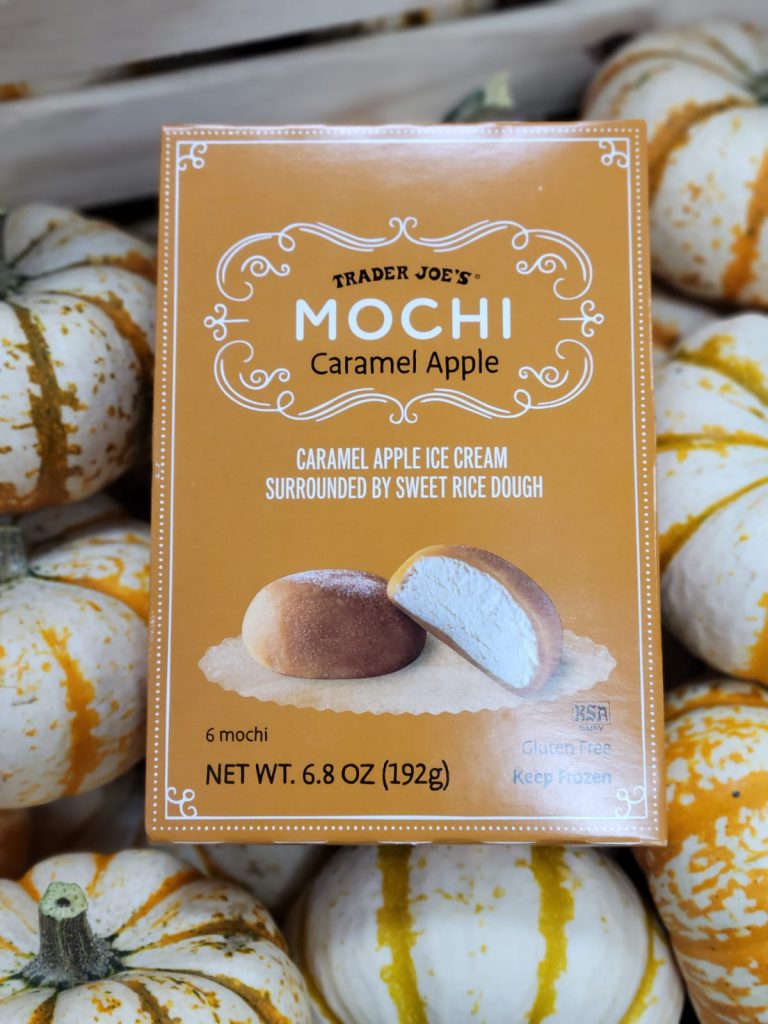 TRADER JOE'S®
MOCHI
Caramel Apple
CARAMEL APPLE ICE CREAM
SURROUNDED BY SWEET RICE DOUGH
6 mochi
NET WT. 6.8 OZ (192g)
KSA
DAIRY
Gluten Free
Keep Frozen